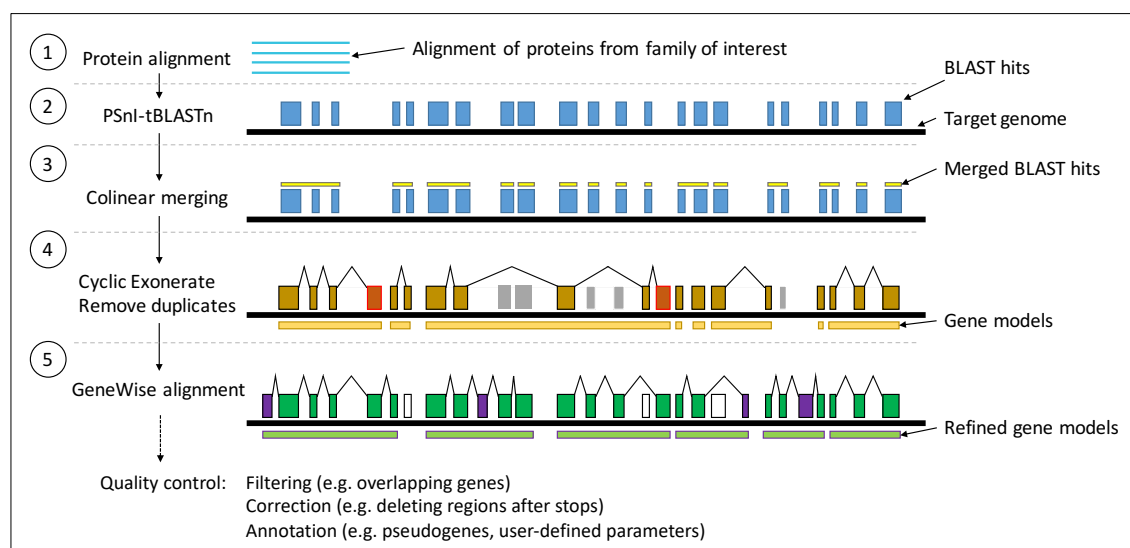 1
Protein alignment
Alignment of proteins from family of interest
2
PSnI-tBLASTn
BLAST hits
Target genome
3
Colinear merging
Merged BLAST hits
4
Cyclic Exonerate
Remove duplicates
Gene models
5
GeneWise alignment
Refined gene models
Quality control: Filtering (e.g. overlapping genes)
Correction (e.g. deleting regions after stops)
Annotation (e.g. pseudogenes, user-defined parameters)